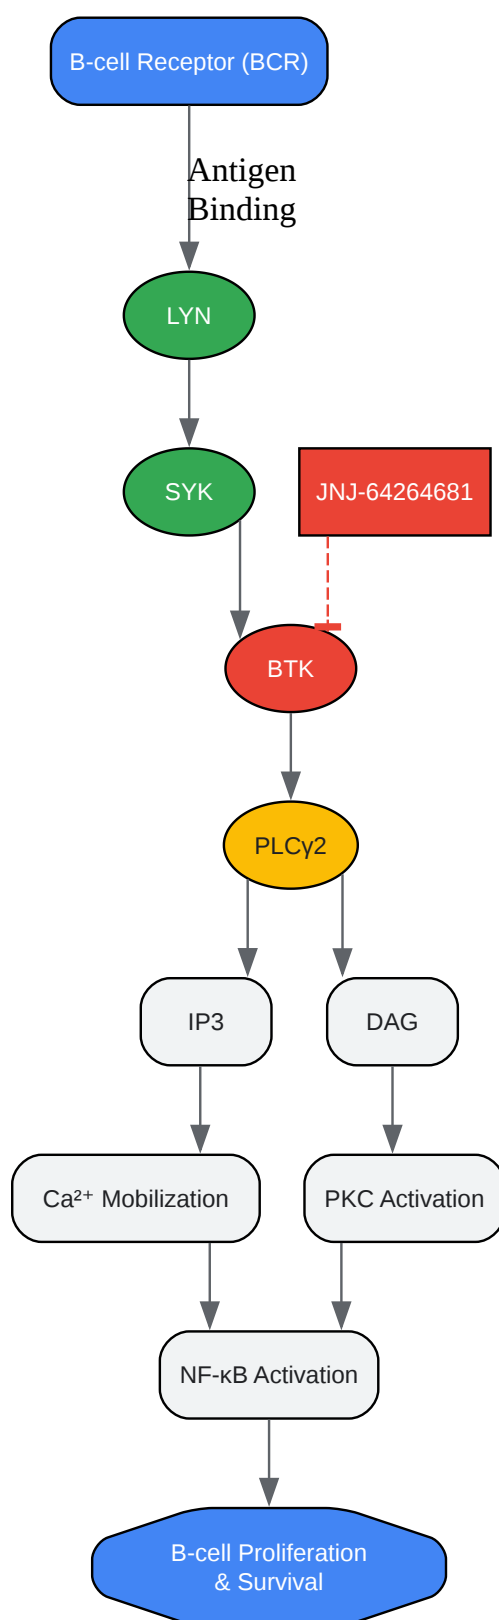 B-cell Receptor (BCR)
Antigen
Binding
LYN
SYK
JNJ-64264681
BTK
PLCγ2
IP3
DAG
Ca²⁺ Mobilization
PKC Activation
NF-κB Activation
B-cell Proliferation
& Survival